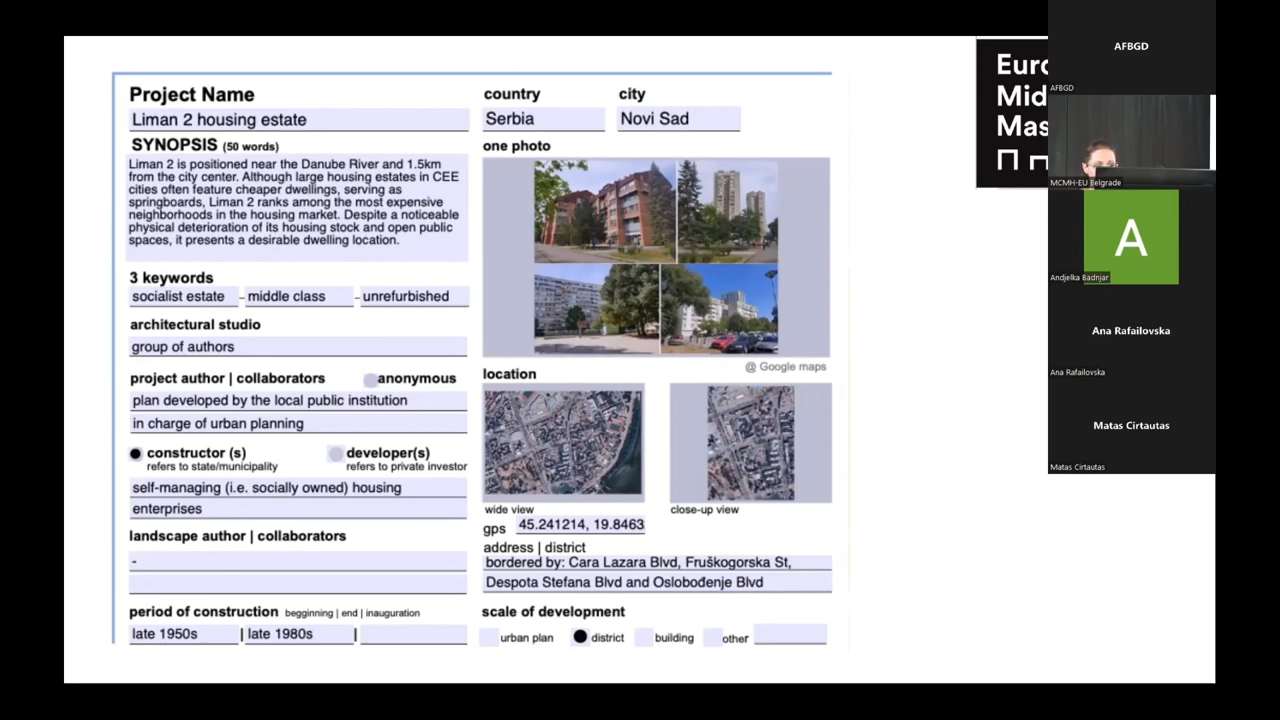 Project Name
Liman 2 housing estate
SYNOPSIS (50 words)
Liman 2 is positioned near the Danube River and 1.5km
from the city center. Although large housing estates in CEE
cities often feature cheaper dwellings, serving as
springboards, Liman 2 ranks among the most expensive
neighborhoods in the housing market. Despite a noticeable
physical deterioration of its housing stock and open public
spaces, it presents a desirable dwelling location.
3 keywords
socialist estate - middle class - unrefurbished
architectural studio
group of authors
project author | collaborators anonymous
plan developed by the local public institution
in charge of urban planning
constructor (s) developer(s)
refers to state/municipality refers to private investor
self-managing (i.e. socially owned) housing
enterprises
landscape author | collaborators
-
period of construction begginning | end | inauguration
late 1950s | late 1980s |
country city
Serbia Novi Sad
one photo
@ Google maps
location
wide view close-up view
gps 45.241214, 19.8463
address | district
bordered by: Cara Lazara Blvd, Fruškogorska St,
Despota Stefana Blvd and Oslobođenje Blvd
scale of development
urban plan district building other
Euro
Mid
Mas
AFBGD
AFBGD
MCMH-EU Belgrade
A
Andjelka Badnjar
Ana Rafailovska
Ana Rafailovska
Matas Cirtautas
Matas Cirtautas